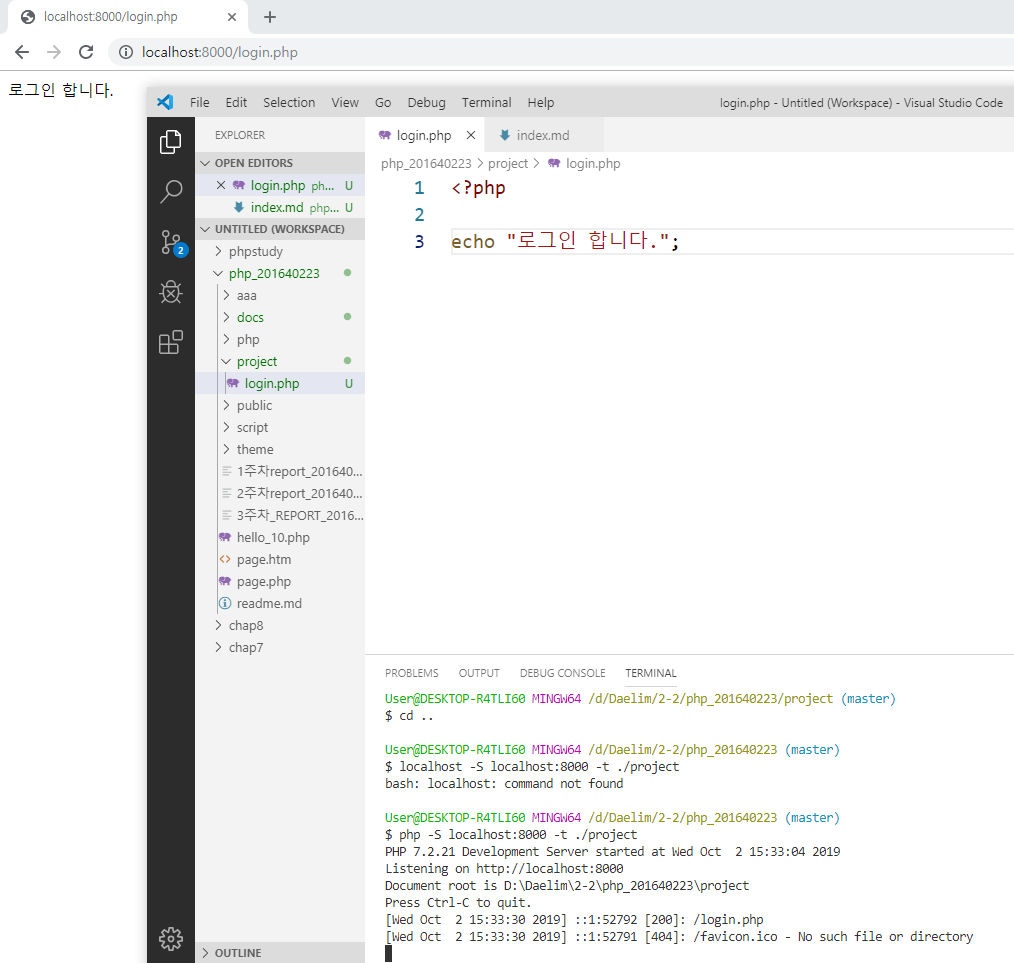 localhost:8000/login.php
localhost:8000/login.php
로그인 합니다.
File Edit Selection View Go Debug Terminal Help
login.php - Untitled (Workspace) - Visual Studio Code
EXPLORER
OPEN EDITORS
login.php ph... U
index.md php... U
UNTITLED (WORKSPACE)
phpstudy
php_201640223
aaa
docs
php
project
login.php U
public
script
theme
1주차report_201640...
2주차report_201640...
3주차_REPORT_2016...
hello_10.php
page.htm
page.php
readme.md
chap8
chap7
OUTLINE
2
login.php index.md
php_201640223 > project > login.php
1 <?php
2
3 echo "로그인 합니다.";
PROBLEMS OUTPUT DEBUG CONSOLE TERMINAL
User@DESKTOP-R4TLI60 MINGW64 /d/Daelim/2-2/php_201640223/project (master)
$ cd ..
User@DESKTOP-R4TLI60 MINGW64 /d/Daelim/2-2/php_201640223 (master)
$ localhost -S localhost:8000 -t ./project
bash: localhost: command not found
User@DESKTOP-R4TLI60 MINGW64 /d/Daelim/2-2/php_201640223 (master)
$ php -S localhost:8000 -t ./project
PHP 7.2.21 Development Server started at Wed Oct  2 15:33:04 2019
Listening on http://localhost:8000
Document root is D:\Daelim\2-2\php_201640223\project
Press Ctrl-C to quit.
[Wed Oct  2 15:33:30 2019] ::1:52792 [200]: /login.php
[Wed Oct  2 15:33:30 2019] ::1:52791 [404]: /favicon.ico - No such file or directory